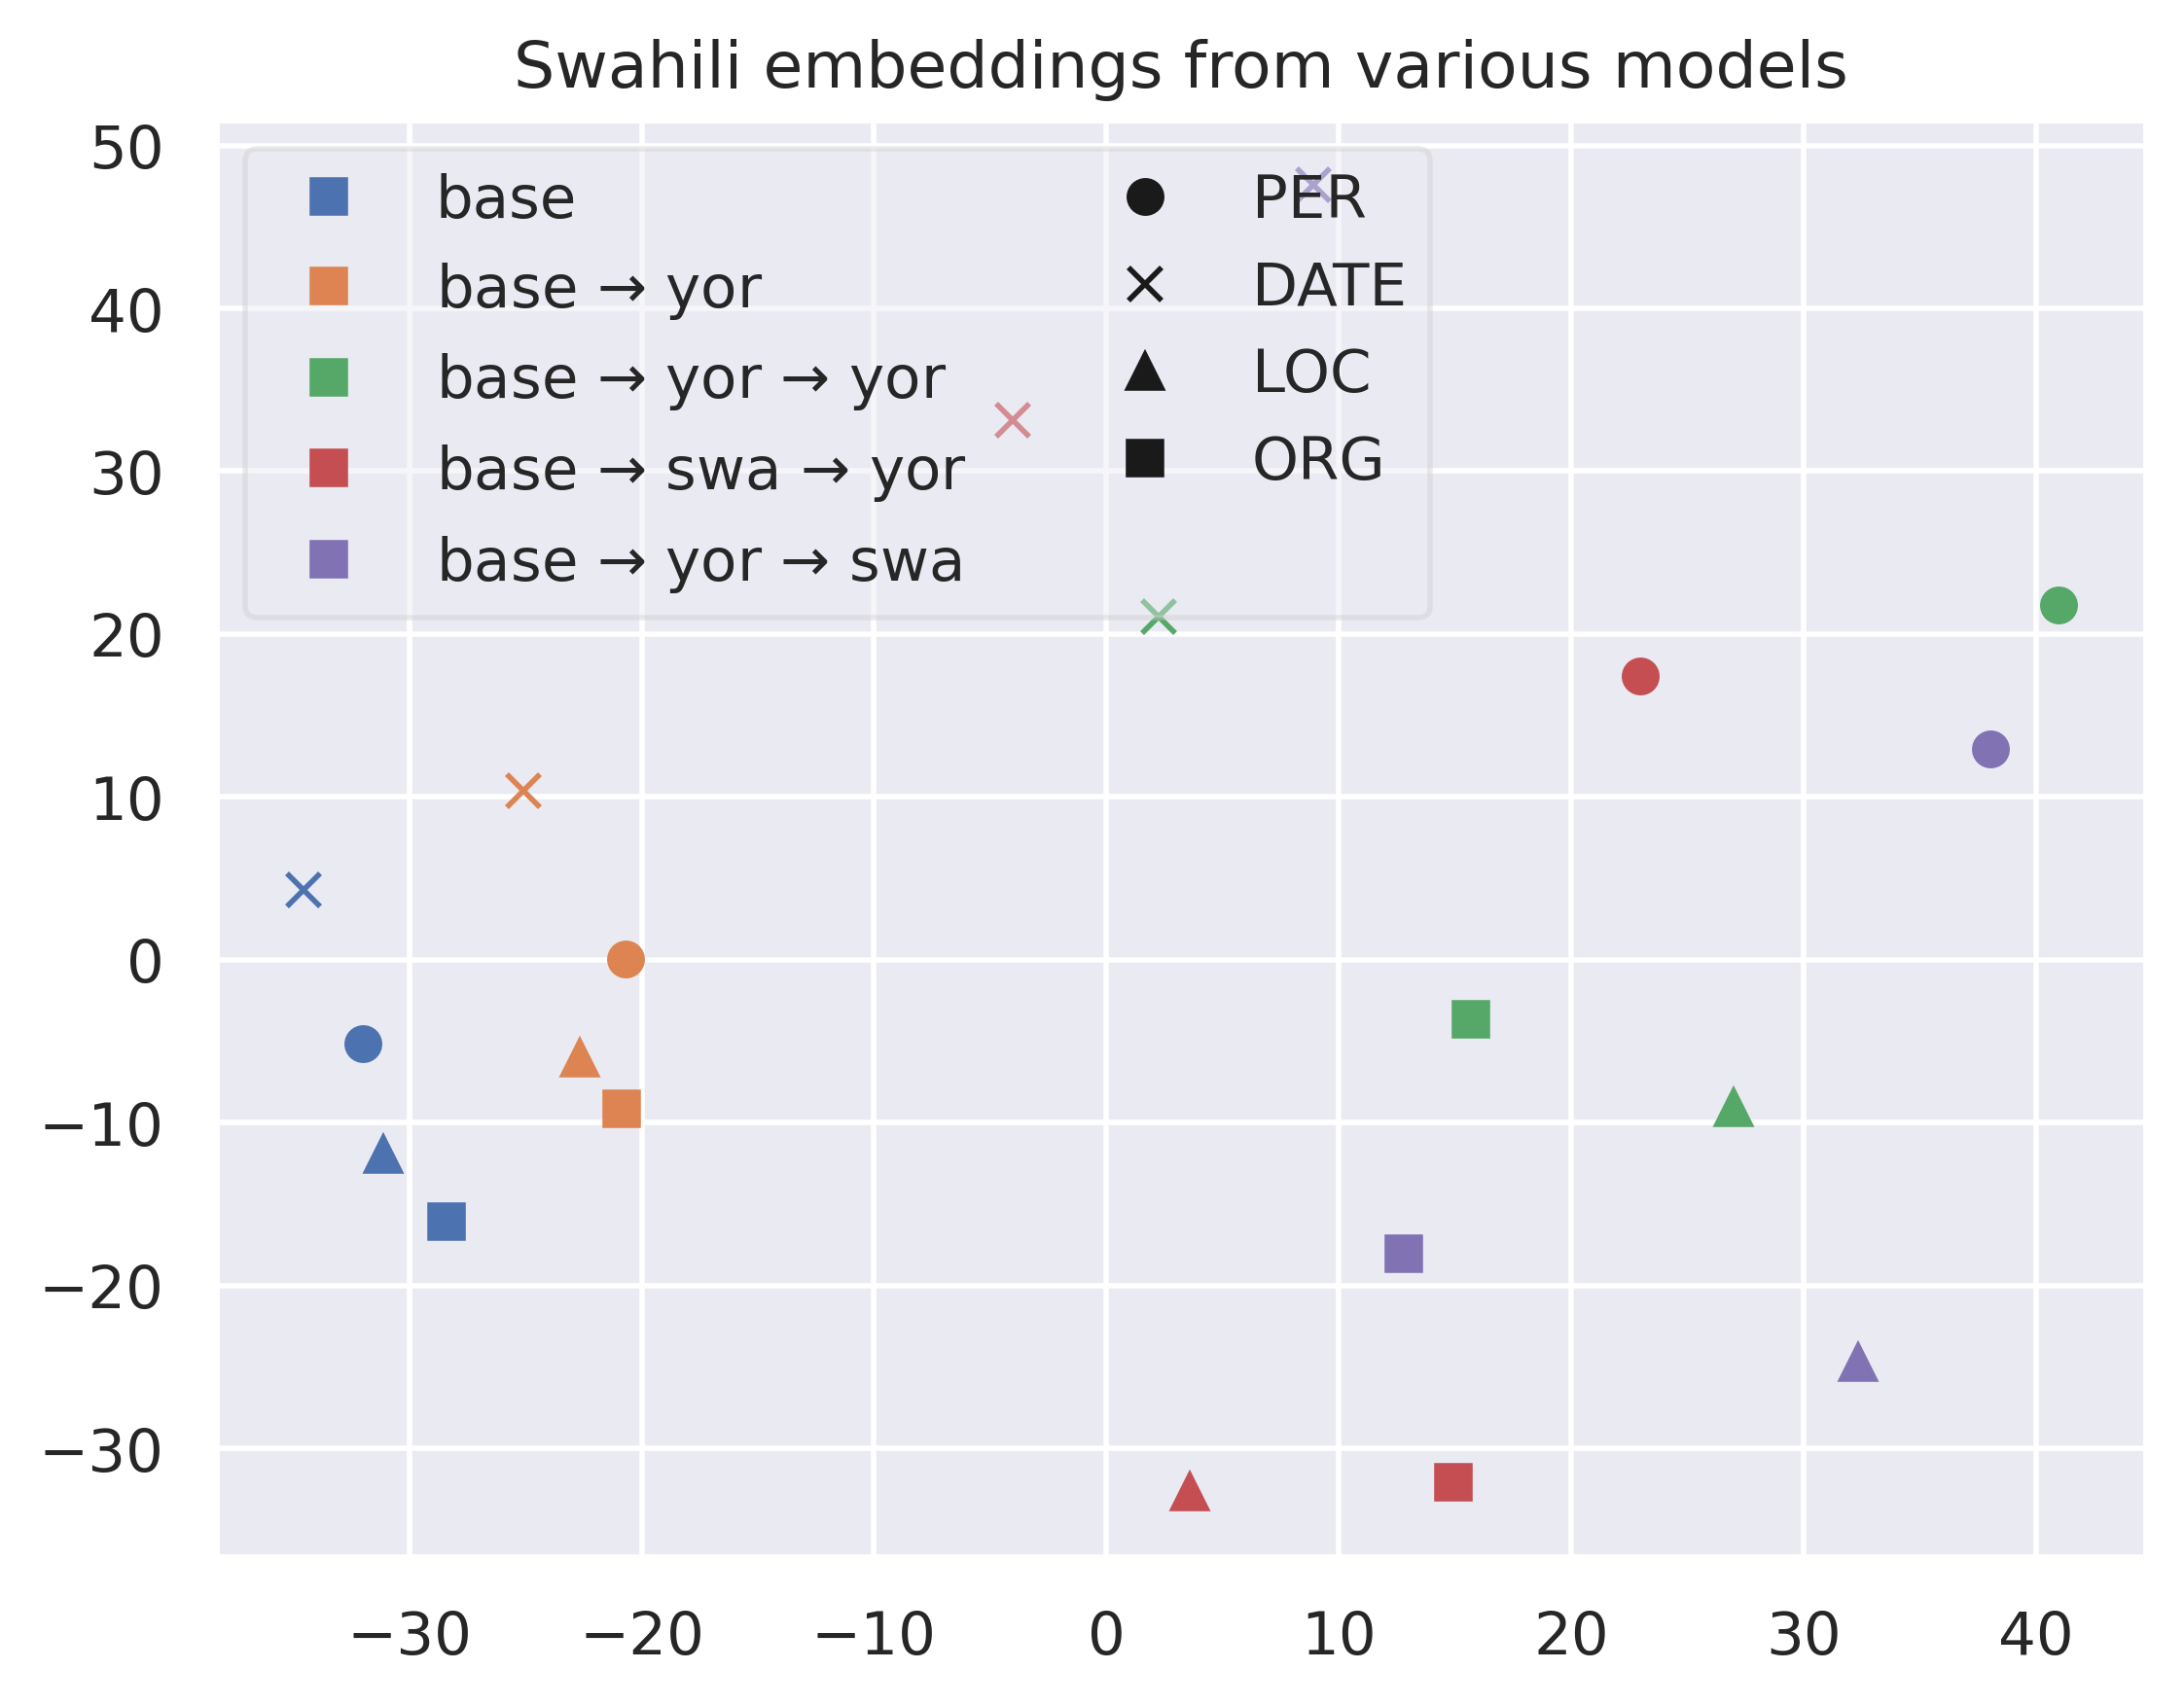 Swahili embeddings from various models
50
40
30
20
10
0
−10
−20
−30
base
base → yor
base → yor → yor
base → swa → yor
base → yor → swa
PER
DATE
LOC
ORG
−30 −20 −10 0 10 20 30 40